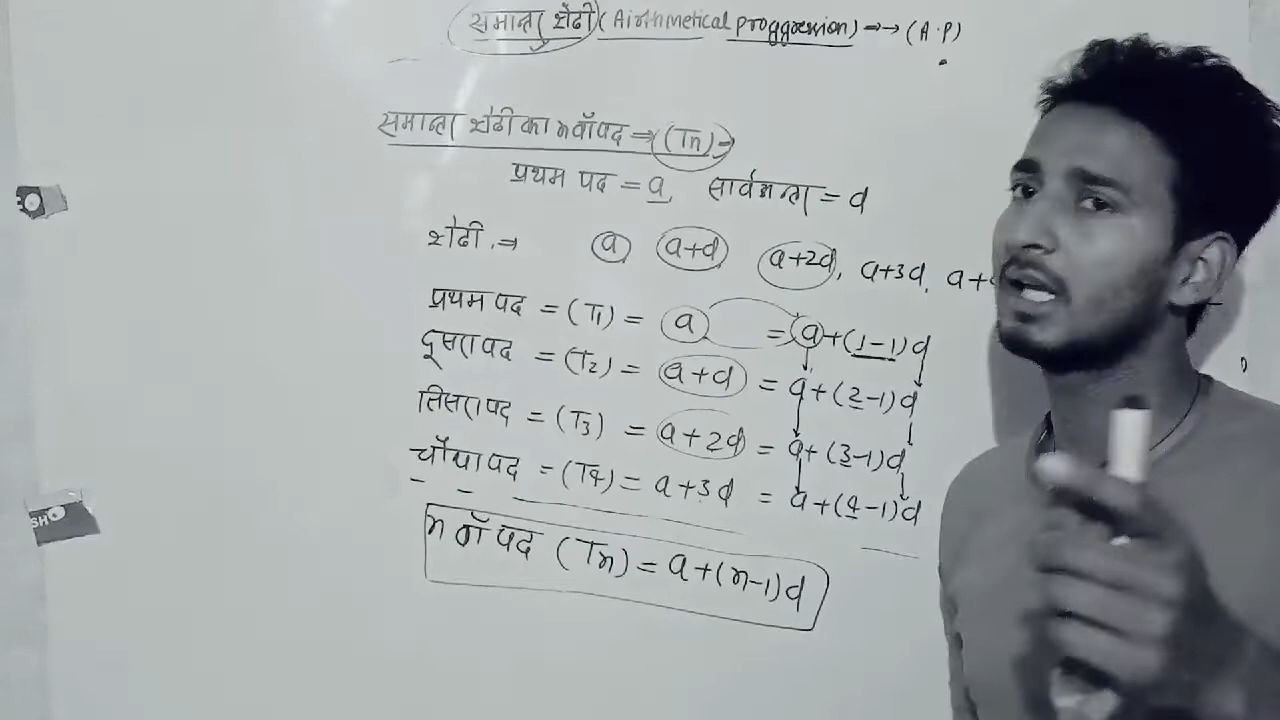 समान्तर श्रेढी (Airthmetical proggression) →→ (A.P)
समान्तर श्रेढी का nवाँ पद ⇒ (Tn) ⇒
प्रथम पद = a, सार्वअन्तर = d
श्रेढी ⇒ a a+d a+2d, a+3d, a+
प्रथम पद = (T1) = a = a+(1-1)d
दूसरा पद = (T2) = a+d = a+(2-1)d
तिसरा पद = (T3) = a+2d = a+(3-1)d
चौथा पद = (T4) = a+3d = a+(4-1)d
n वाँ पद (Tn) = a+(n-1)d
SH